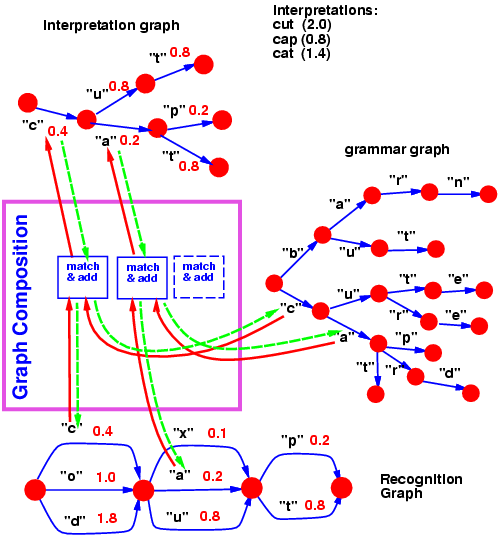 Interpretation graph
Interpretations:
cut (2.0)
cap (0.8)
cat (1.4)
"t" 0.8
"u" 0.8
"p" 0.2
"c" 0.4
"a" 0.2
"t" 0.8
grammar graph
"r" "n"
"a"
"b" "u" "t"
"u" "t" "e"
"c" "r" "e"
"a" "p"
"t" "r" "d"
Graph Composition
match & add
match & add
match & add
"c" 0.4
"x" 0.1
"p" 0.2
"o" 1.0
"a" 0.2
"d" 1.8
"u" 0.8
"t" 0.8
Recognition
Graph